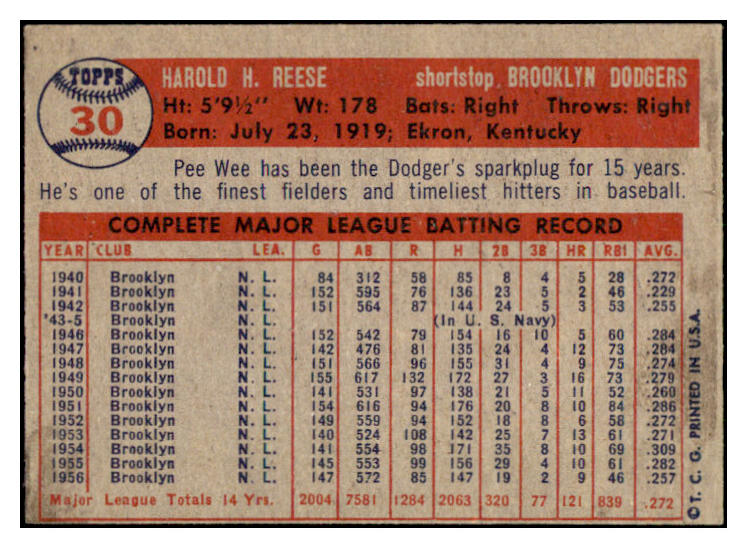 TOPPS
30
HAROLD H. REESE shortstop, BROOKLYN DODGERS
Ht: 5'9½" Wt: 178 Bats: Right Throws: Right
Born: July 23, 1919; Ekron, Kentucky
Pee Wee has been the Dodger's sparkplug for 15 years.
He's one of the finest fielders and timeliest hitters in baseball.
COMPLETE MAJOR LEAGUE BATTING RECORD
YEAR CLUB LEA. G AB R H 2B 3B HR RBI AVG.
1940 Brooklyn N. L. 84 312 58 85 8 4 5 28 .272
1941 Brooklyn N. L. 152 595 76 136 23 5 2 46 .229
1942 Brooklyn N. L. 151 564 87 144 24 5 3 53 .255
'43-5 Brooklyn N. L. (In U. S. Navy)
1946 Brooklyn N. L. 152 542 79 154 16 10 5 60 .284
1947 Brooklyn N. L. 142 476 81 135 24 4 12 73 .284
1948 Brooklyn N. L. 151 566 96 155 31 4 9 75 .274
1949 Brooklyn N. L. 155 617 132 172 27 3 16 73 .279
1950 Brooklyn N. L. 141 531 97 138 21 5 11 52 .260
1951 Brooklyn N. L. 154 616 94 176 20 8 10 84 .286
1952 Brooklyn N. L. 149 559 94 152 18 8 6 58 .272
1953 Brooklyn N. L. 140 524 108 142 25 7 13 61 .271
1954 Brooklyn N. L. 141 554 98 171 35 8 10 69 .309
1955 Brooklyn N. L. 145 553 99 156 29 4 10 61 .282
1956 Brooklyn N. L. 147 572 85 147 19 2 9 46 .257
Major League Totals 14 Yrs. 2004 7581 1284 2063 320 77 121 839 .272
©T. C. G. PRINTED IN U.S.A.